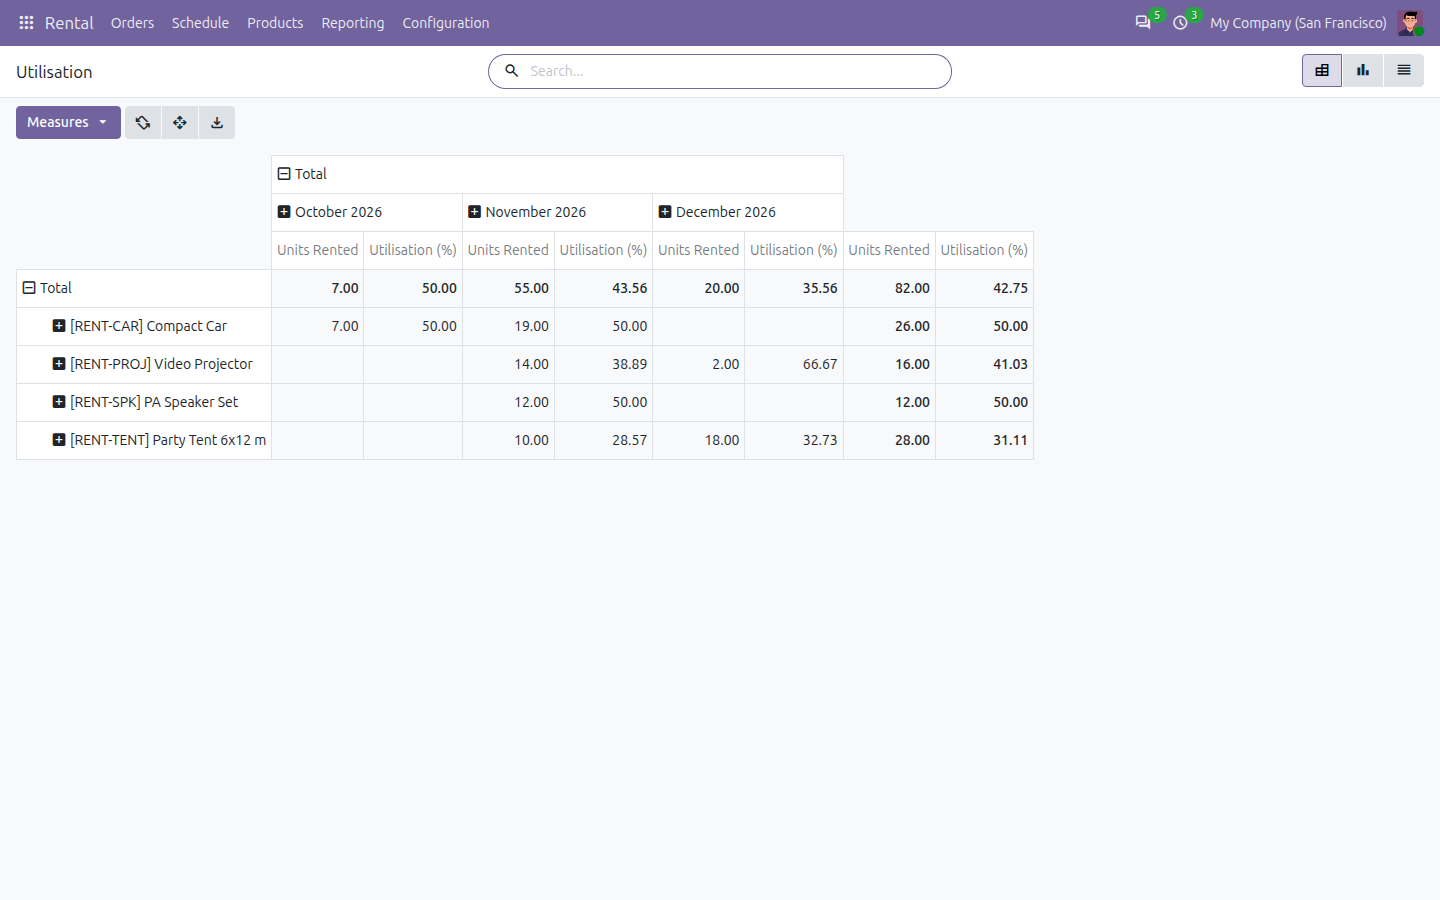 Rental Orders Schedule Products Reporting Configuration 5 3 My Company (San Francisco)
Utilisation Search...
Measures
Total
October 2026 November 2026 December 2026
Units Rented Utilisation (%) Units Rented Utilisation (%) Units Rented Utilisation (%) Units Rented Utilisation (%)
Total 7.00 50.00 55.00 43.56 20.00 35.56 82.00 42.75
[RENT-CAR] Compact Car 7.00 50.00 19.00 50.00 26.00 50.00
[RENT-PROJ] Video Projector 14.00 38.89 2.00 66.67 16.00 41.03
[RENT-SPK] PA Speaker Set 12.00 50.00 12.00 50.00
[RENT-TENT] Party Tent 6x12 m 10.00 28.57 18.00 32.73 28.00 31.11